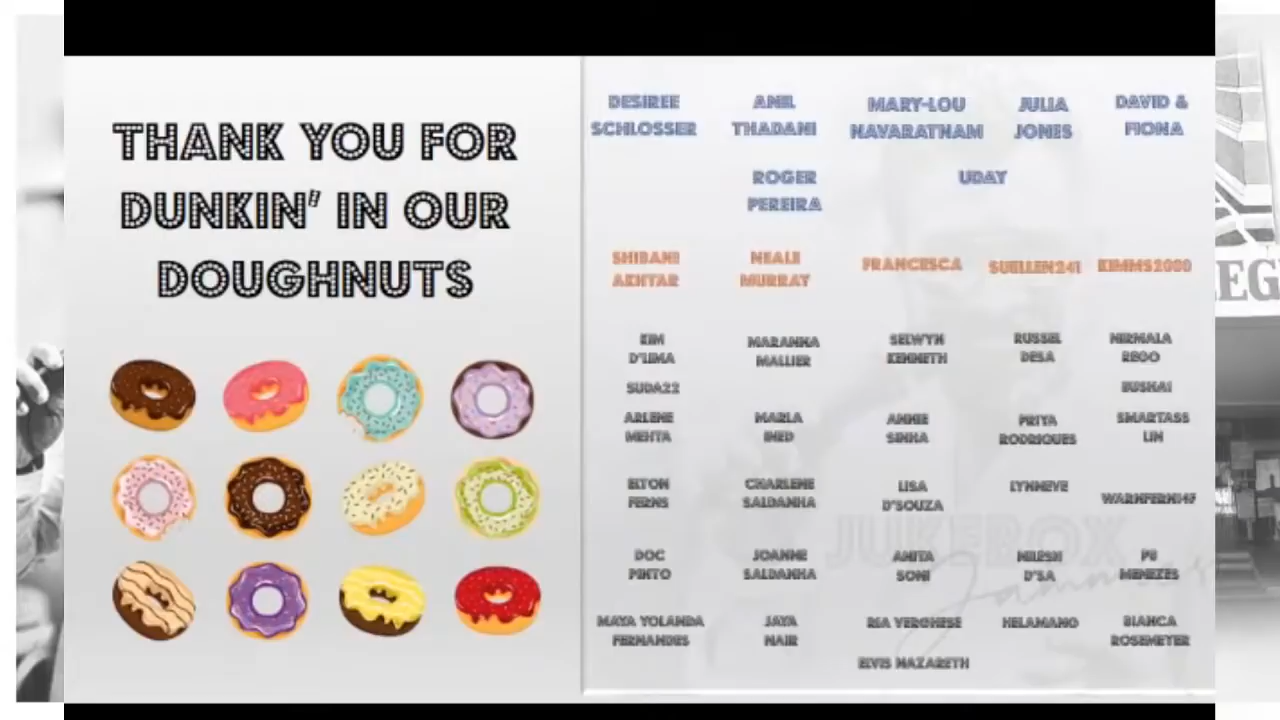 THANK YOU FOR
DUNKIN' IN OUR
DOUGHNUTS
DESIREE
SCHLOSSER
ANIL
THADANI
MARY-LOU
NAVARATNAM
JULIA
JONES
DAVID &
FIONA
ROGER
PEREIRA
UDAY
SHIBANI
AKHTAR
NEALE
MURRAY
FRANCESCA
SUELLEN241
KIMMS2000
KIM
D'LIMA
MARANNA
MALLIER
SELWYN
KENNETH
RUSSEL
DESA
NIRMALA
REGO
SUDA22
ARLENE
MEHTA
MARLA
ANNIE
SINHA
PRIYA
RODRIGUES
SMARTASS
LIN
ELTON
FERNS
CHARLENE
SALDANHA
LISA
D'SOUZA
LYNNEVE
DOC
PINTO
JOANNE
SALDANHA
ANITA
SONI
NILESH
D'SA
MENEZES
MAYA YOLANDA
FERNANDES
JAYA
NAIR
RIA VERGHESE
HELAMANO
BIANCA
ROSEMEYER
ELVIS NAZARETH
JUKEBOX
EG